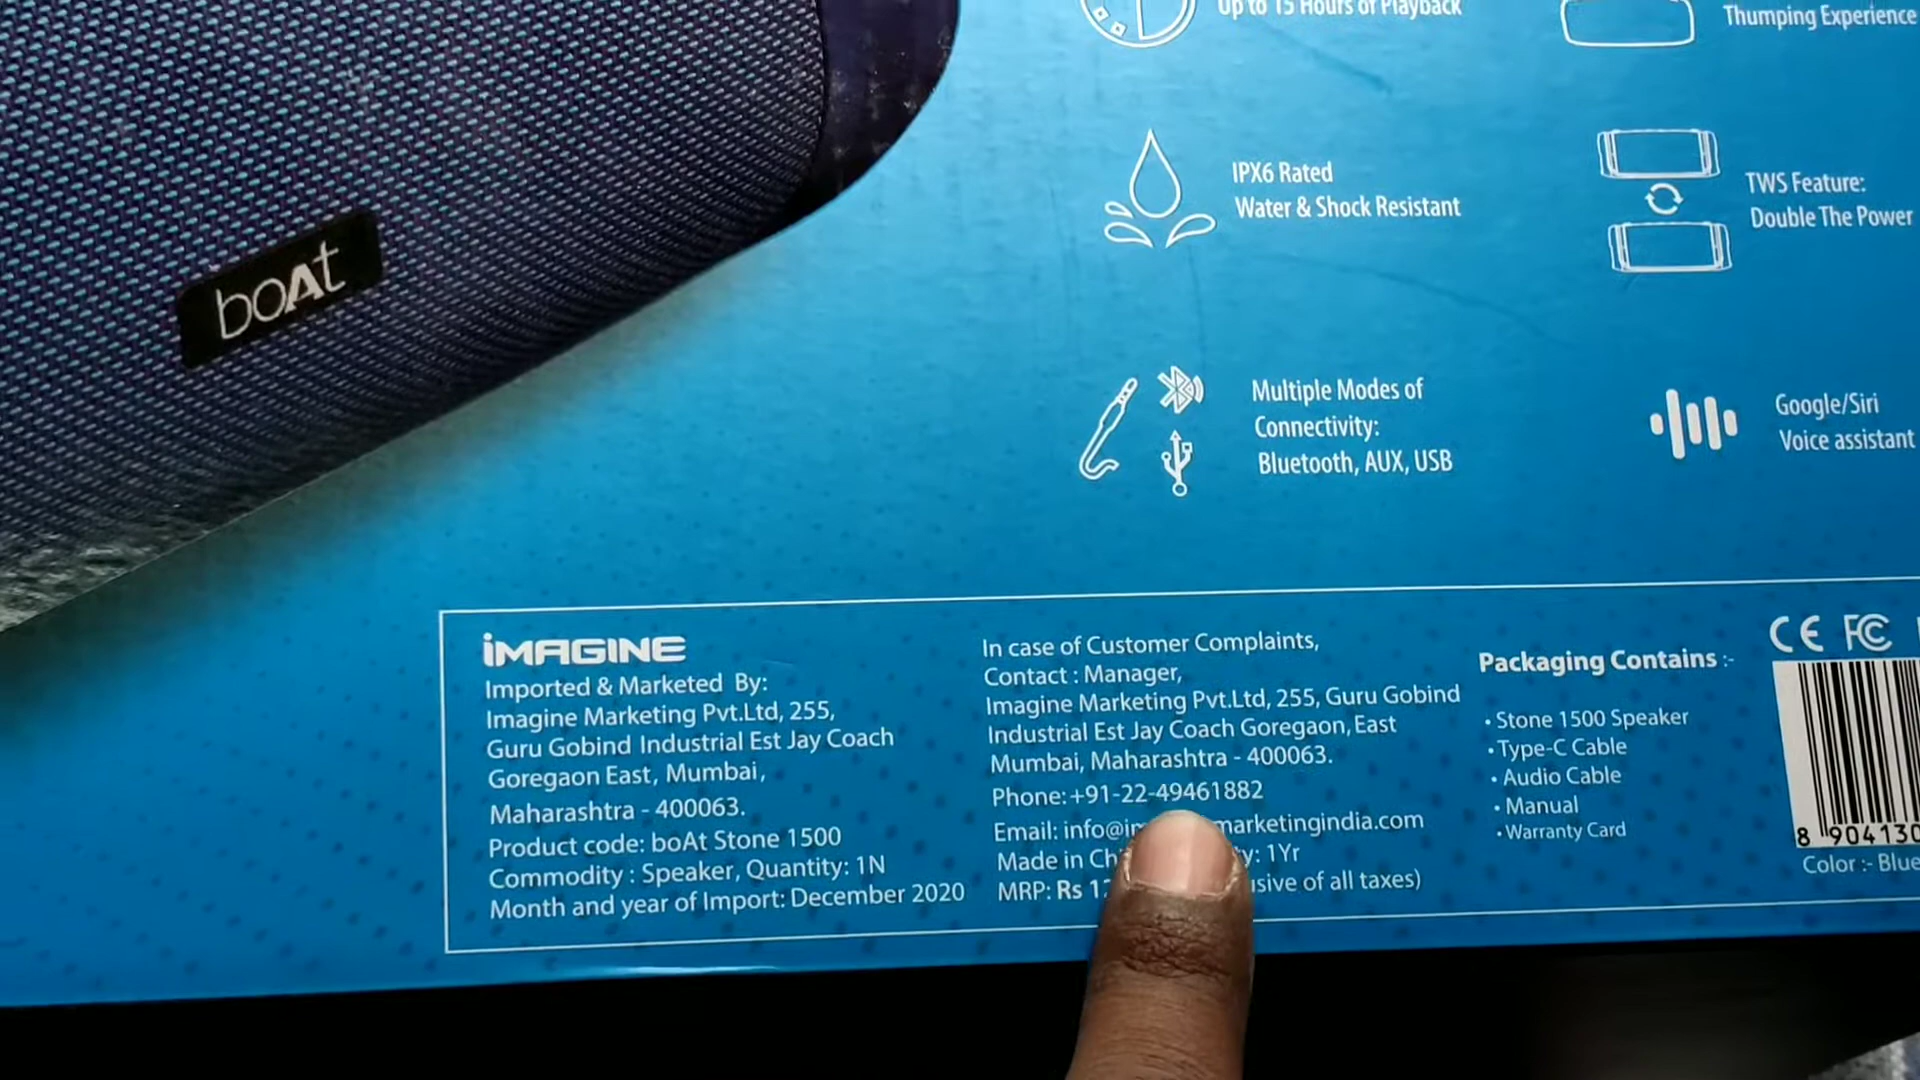 Up to 15 Hours of Playback
Thumping Experience
IPX6 Rated
Water & Shock Resistant
TWS Feature:
Double The Power
boAt
Multiple Modes of
Connectivity:
Bluetooth, AUX, USB
Google/Siri
Voice assistant
iMAGINE
Imported & Marketed By:
Imagine Marketing Pvt.Ltd, 255,
Guru Gobind Industrial Est Jay Coach
Goregaon East, Mumbai,
Maharashtra - 400063.
Product code: boAt Stone 1500
Commodity : Speaker, Quantity: 1N
Month and year of Import: December 2020
In case of Customer Complaints,
Contact : Manager,
Imagine Marketing Pvt.Ltd, 255, Guru Gobind
Industrial Est Jay Coach Goregaon, East
Mumbai, Maharashtra - 400063.
Phone:+91-22-49461882
Email: marketingindia.com
Made in 1Yr
MRP: Rs of all taxes)
Packaging Contains :-
• Stone 1500 Speaker
• Type-C Cable
• Audio Cable
• Manual
• Warranty Card
CE FC
8 904130
Color :- Blue